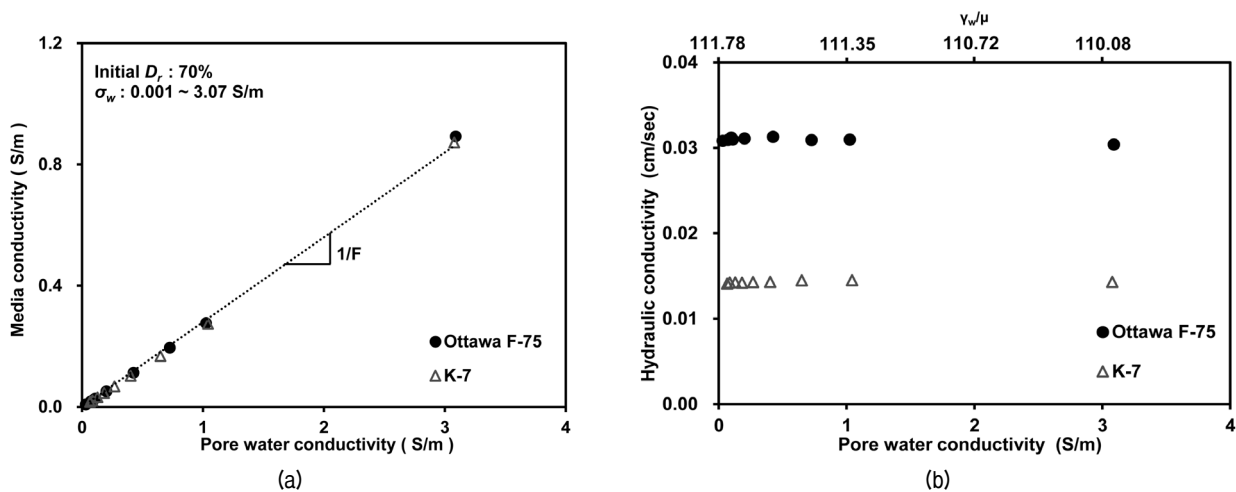 1.2
0.8
0.4
0.0
Media conductivity ( S/m )
Initial Dr : 70%
σw : 0.001 ~ 3.07 S/m
1/F
Ottawa F-75
K-7
0 1 2 3 4
Pore water conductivity ( S/m )
(a)
γw/μ
111.78 111.35 110.72 110.08
0.04
0.03
0.02
0.01
0.00
Hydraulic conductivity (cm/sec)
Ottawa F-75
K-7
0 1 2 3 4
Pore water conductivity (S/m)
(b)